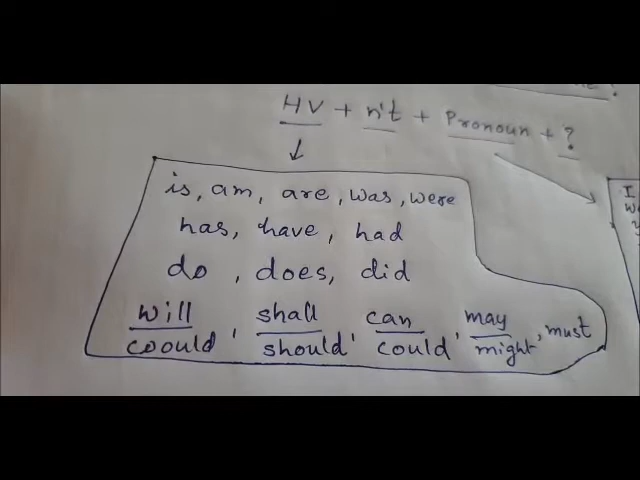 HV + n't + Pronoun + ?
is, am, are, was, were
has, have, had
do, does, did
will, shall, can, may, must
coould should could might
I